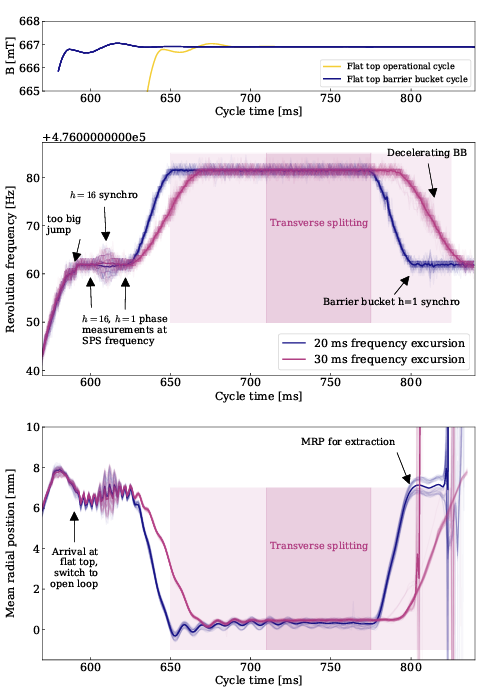 668
667
666
665
B [mT]
Flat top operational cycle
Flat top barrier bucket cycle
600 650 700 750 800
Cycle time [ms]
+4.7600000000e5
80
70
60
50
40
Revolution frequency [Hz]
Decelerating BB
h = 16 synchro
too big
jump
Transverse splitting
Barrier bucket h=1 synchro
h = 16, h = 1 phase
measurements at
SPS frequency
20 ms frequency excursion
30 ms frequency excursion
600 650 700 750 800
Cycle time [ms]
10
8
6
4
2
0
Mean radial position [mm]
MRP for extraction
Transverse splitting
Arrival at
flat top,
switch to
open loop
600 650 700 750 800
Cycle time [ms]